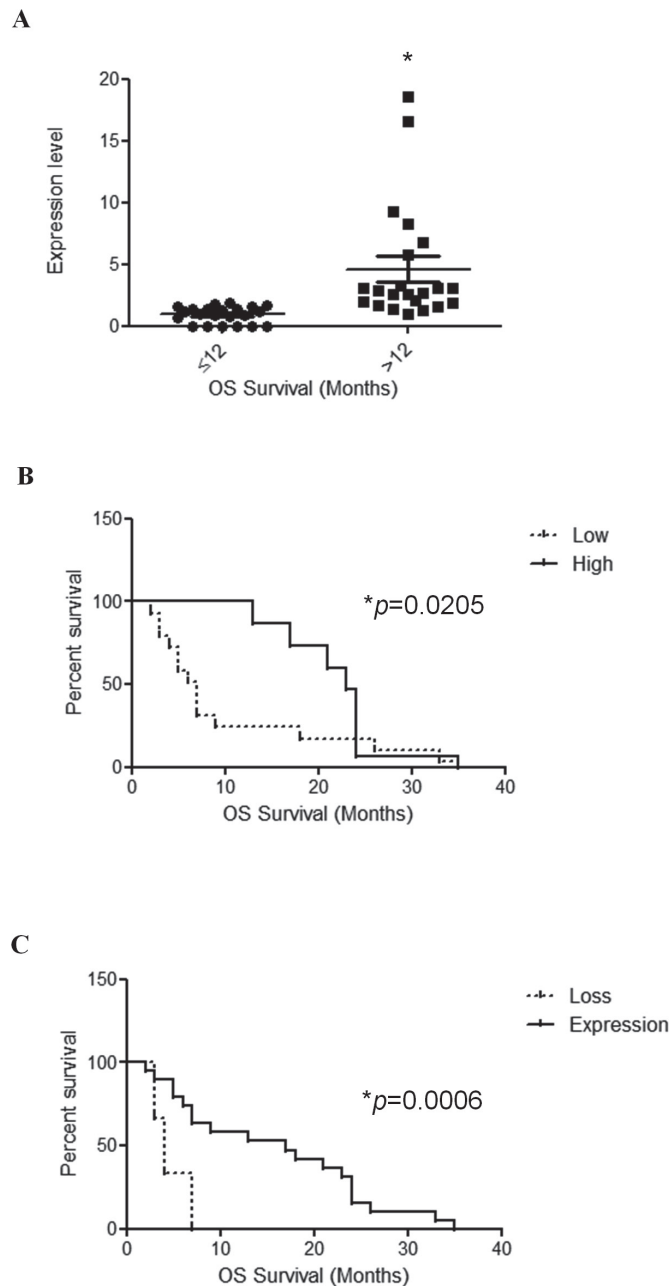 A
*
20
15
10
5
0
Expression level
≤12
>12
OS Survival (Months)
B
150
100
50
0
Percent survival
Low
High
*p=0.0205
0 10 20 30 40
OS Survival (Months)
C
150
100
50
0
Percent survival
Loss
Expression
*p=0.0006
0 10 20 30 40
OS Survival (Months)